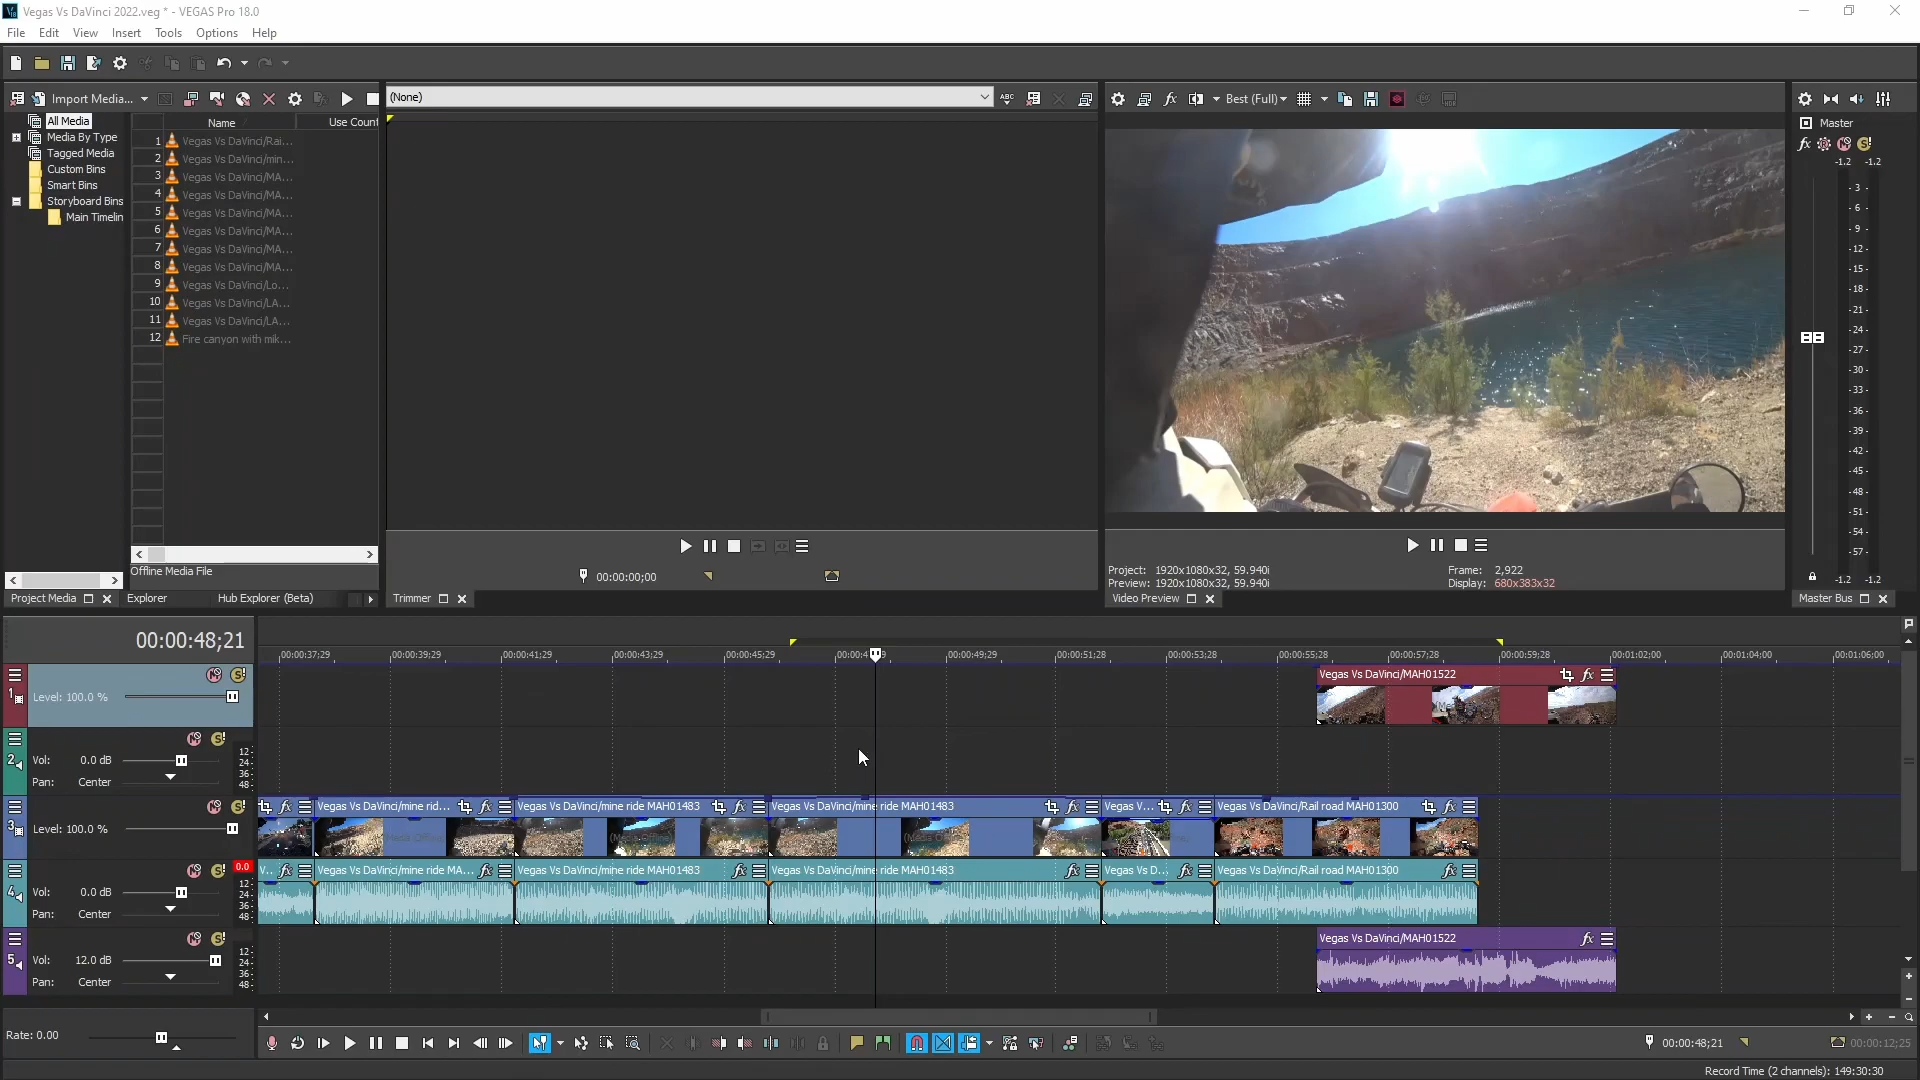 Vegas Vs DaVinci 2022.veg * - VEGAS Pro 18.0
File Edit View Insert Tools Options Help
Import Media...
(None)
Best (Full)
All Media
Media By Type
Tagged Media
Custom Bins
Smart Bins
Storyboard Bins
Main Timelin
Name Use Count
1 Vegas Vs DaVinci/Rai...
2 Vegas Vs DaVinci/min...
3 Vegas Vs DaVinci/MA...
4 Vegas Vs DaVinci/MA...
5 Vegas Vs DaVinci/MA...
6 Vegas Vs DaVinci/MA...
7 Vegas Vs DaVinci/MA...
8 Vegas Vs DaVinci/MA...
9 Vegas Vs DaVinci/Lo...
10 Vegas Vs DaVinci/LA...
11 Vegas Vs DaVinci/LA...
12 Fire canyon with mik...
Offline Media File
Project Media Explorer Hub Explorer (Beta)
00:00:00;00
Trimmer
Project: 1920x1080x32, 59.940i
Preview: 1920x1080x32, 59.940i
Frame: 2,922
Display: 680x383x32
Video Preview
Master
-1.2 -1.2
3
6
9
12
15
18
21
24
27
30
33
36
39
42
45
48
51
54
57
-1.2 -1.2
Master Bus
00:00:48;21
00:00:37;29 00:00:39;29 00:00:41;29 00:00:43;29 00:00:45;29 00:00:49;29 00:00:51;28 00:00:53;28 00:00:55;28 00:00:57;28 00:00:59;28 00:01:02;00 00:01:04;00 00:01:06;00
1 Level: 100.0 %
Vegas Vs DaVinci/MAH01522
2 Vol: 0.0 dB
Pan: Center
12
24
36
48
3 Level: 100.0 %
Vegas Vs DaVinci/mine rid... Vegas Vs DaVinci/mine ride MAH01483 Vegas Vs DaVinci/mine ride MAH01483 Vegas V... Vegas Vs DaVinci/Rail road MAH01300
4 Vol: 0.0 dB
Pan: Center
0.0
12
24
36
48
V... Vegas Vs DaVinci/mine ride MA... Vegas Vs DaVinci/mine ride MAH01483 Vegas Vs DaVinci/mine ride MAH01483 Vegas Vs D... Vegas Vs DaVinci/Rail road MAH01300
5 Vol: 12.0 dB
Pan: Center
12
24
36
48
Vegas Vs DaVinci/MAH01522
Rate: 0.00
00:00:48;21 00:00:12;25
Record Time (2 channels): 149:30:30